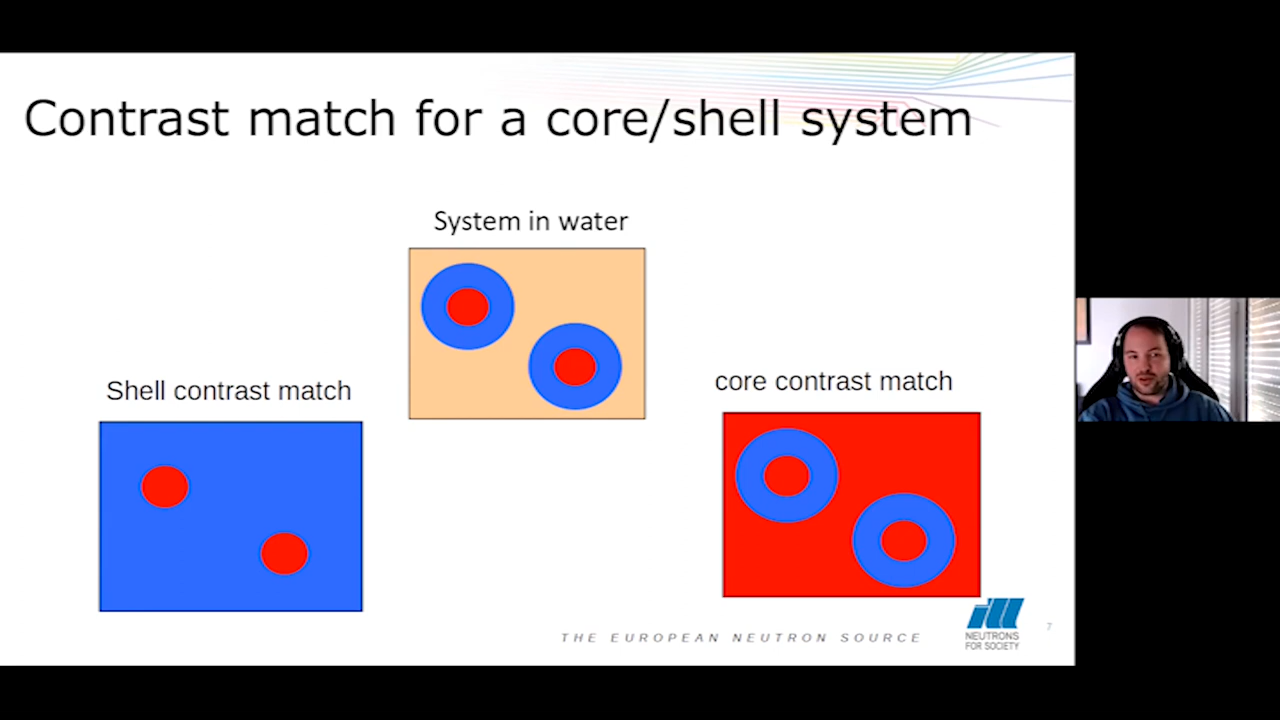 Contrast match for a core/shell system
System in water
Shell contrast match
core contrast match
THE EUROPEAN NEUTRON SOURCE
ill
NEUTRONS
FOR SOCIETY
7